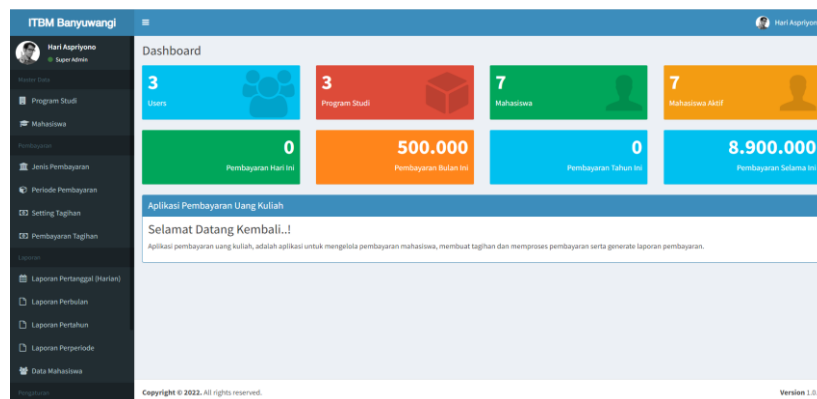 ITBM Banyuwangi
Hari Aspriyon
Hari Aspriyono
Super Admin
Master Data
Program Studi
Mahasiswa
Pembayaran
Jenis Pembayaran
Periode Pembayaran
Setting Tagihan
Pembayaran Tagihan
Laporan
Laporan Pertanggal (Harian)
Laporan Perbulan
Laporan Pertahun
Laporan Perperiode
Data Mahasiswa
Pengaturan
Dashboard
3
Users
3
Program Studi
7
Mahasiswa
7
Mahasiswa Aktif
0
Pembayaran Hari Ini
500.000
Pembayaran Bulan Ini
0
Pembayaran Tahun Ini
8.900.000
Pembayaran Selama Ini
Aplikasi Pembayaran Uang Kuliah
Selamat Datang Kembali..!
Aplikasi pembayaran uang kuliah, adalah aplikasi untuk mengelola pembayaran mahasiswa, membuat tagihan dan memproses pembayaran serta generate laporan pembayaran.
Copyright © 2022. All rights reserved.
Version 1.0.